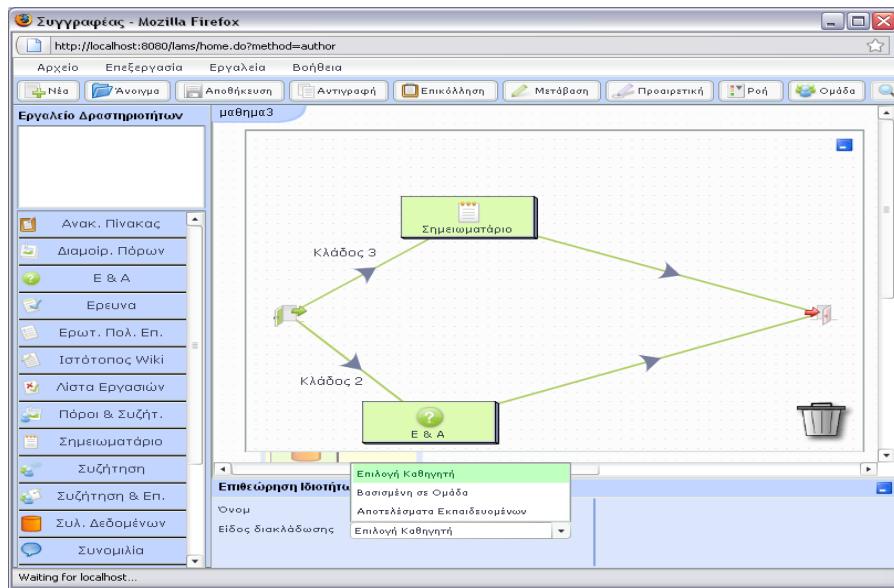 Συγγραφέας - Mozilla Firefox
http://localhost:8080/lams/home.do?method=author
Αρχείο Επεξεργασία Εργαλεία Βοήθεια
Νέα Άνοιγμα Αποθήκευση Αντιγραφή Επικόλληση Μετάβαση Προαιρετική Ροή Ομάδα
Εργαλείο Δραστηριοτήτων
μαθημα3
Ανακ. Πίνακας
Διαμοίρ. Πόρων
Ε & Α
Ερευνα
Ερωτ. Πολ. Επ.
Ιστότοπος Wiki
Λίστα Εργασιών
Πόροι & Συζήτ.
Σημειωματάριο
Συζήτηση
Συζήτηση & Επ.
Συλ. Δεδομένων
Συνομιλία
Σημειωματάριο
Κλάδος 3
Κλάδος 2
Ε & Α
Επιθεώρηση Ιδιοτήτω
Όνομ
Είδος διακλάδωσης
Επιλογή Καθηγητή
Βασισμένη σε Ομάδα
Αποτελέσματα Εκπαιδευομένων
Επιλογή Καθηγητή
Waiting for localhost...